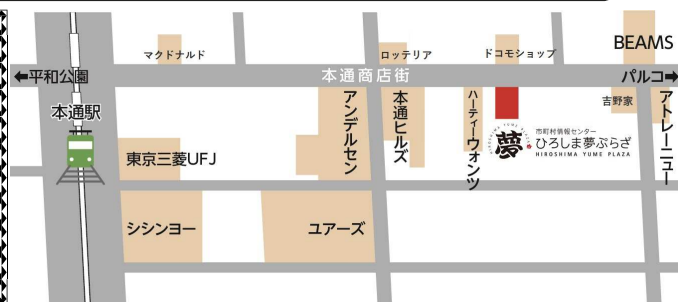 BEAMS
マクドナルド
ロッテリア
ドコモショップ
←平和公園
本通商店街
パルコ→
本通駅
アンデルセン
本通ヒルズ
ハーティーウォンツ
吉野家
アトレーニュー
夢
市町村情報センター
ひろしま夢ぷらざ
HIROSHIMA YUME PLAZA
東京三菱UFJ
シシンヨー
ユアーズ